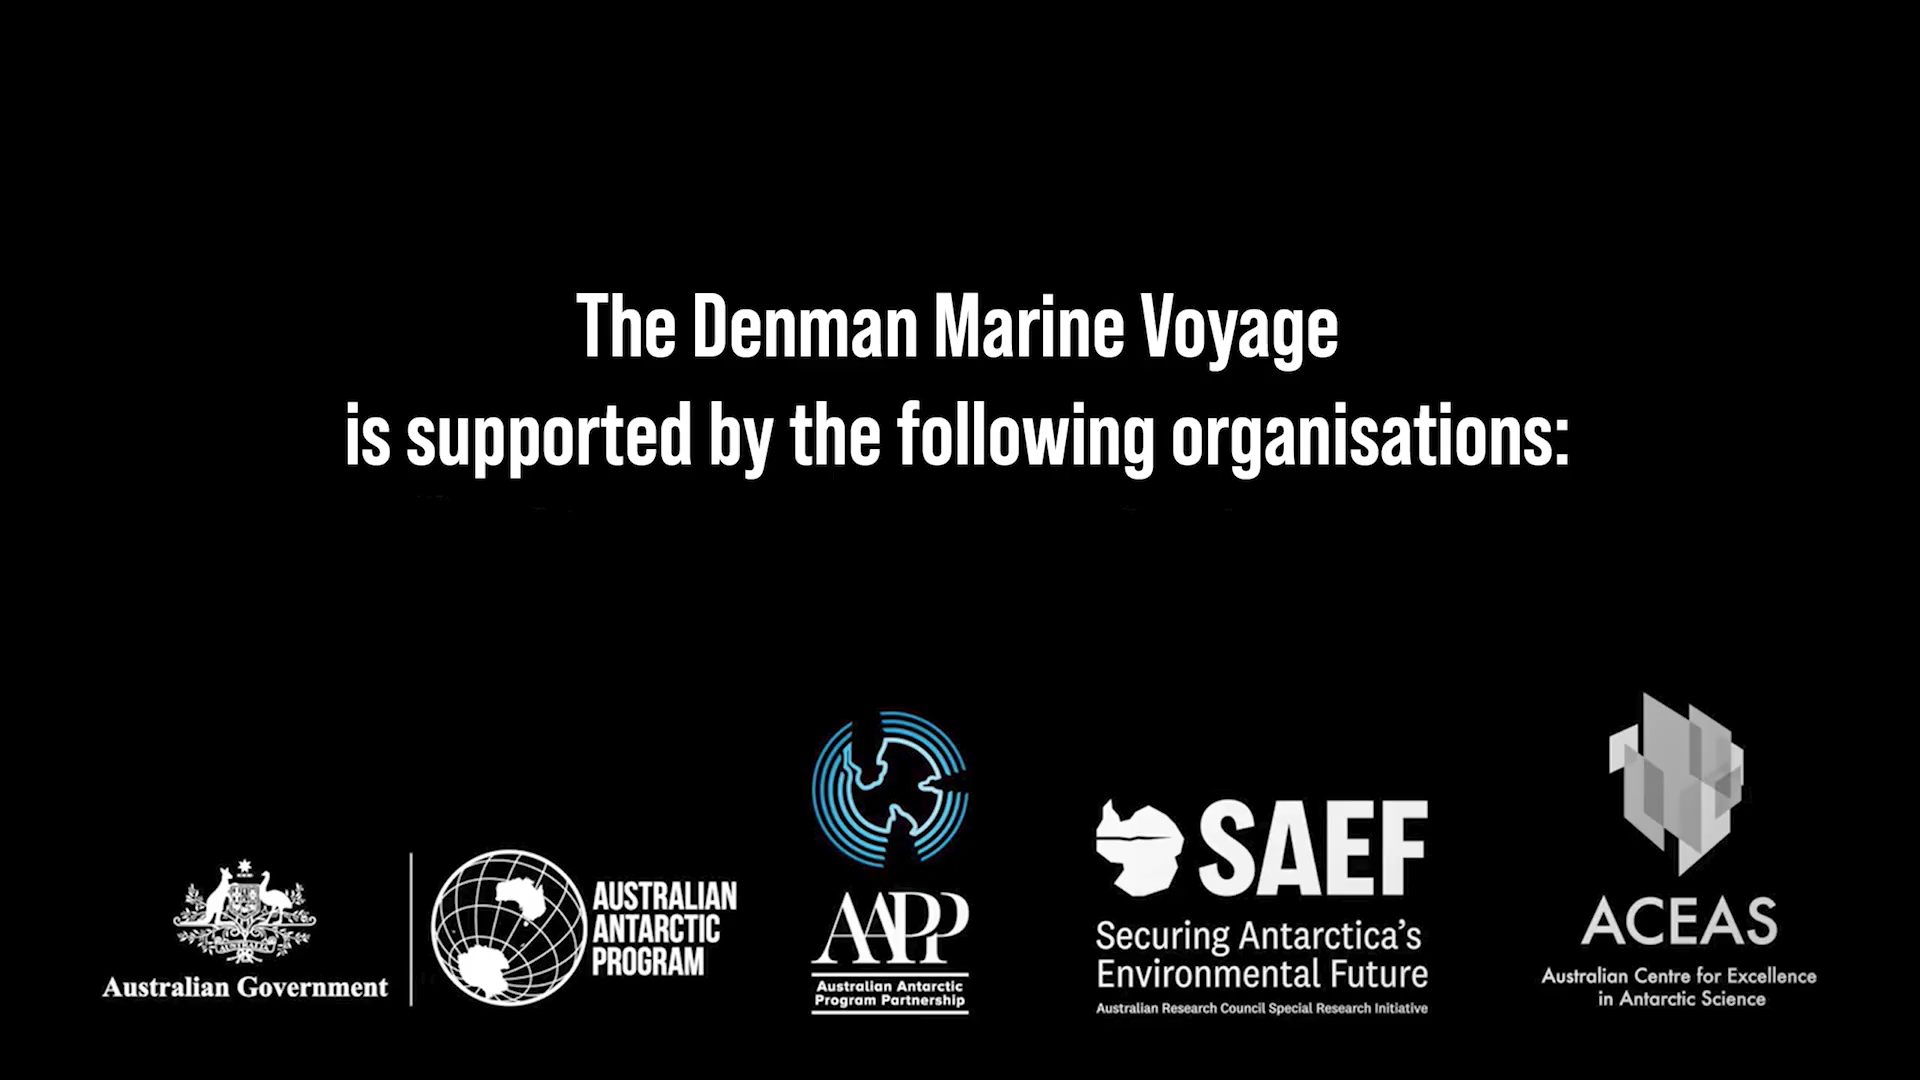 The Denman Marine Voyage
is supported by the following organisations:
AUSTRALIA
Australian Government
AUSTRALIAN
ANTARCTIC
PROGRAM
AAPP
Australian Antarctic
Program Partnership
SAEF
Securing Antarctica's
Environmental Future
Australian Research Council Special Research Initiative
ACEAS
Australian Centre for Excellence
in Antarctic Science